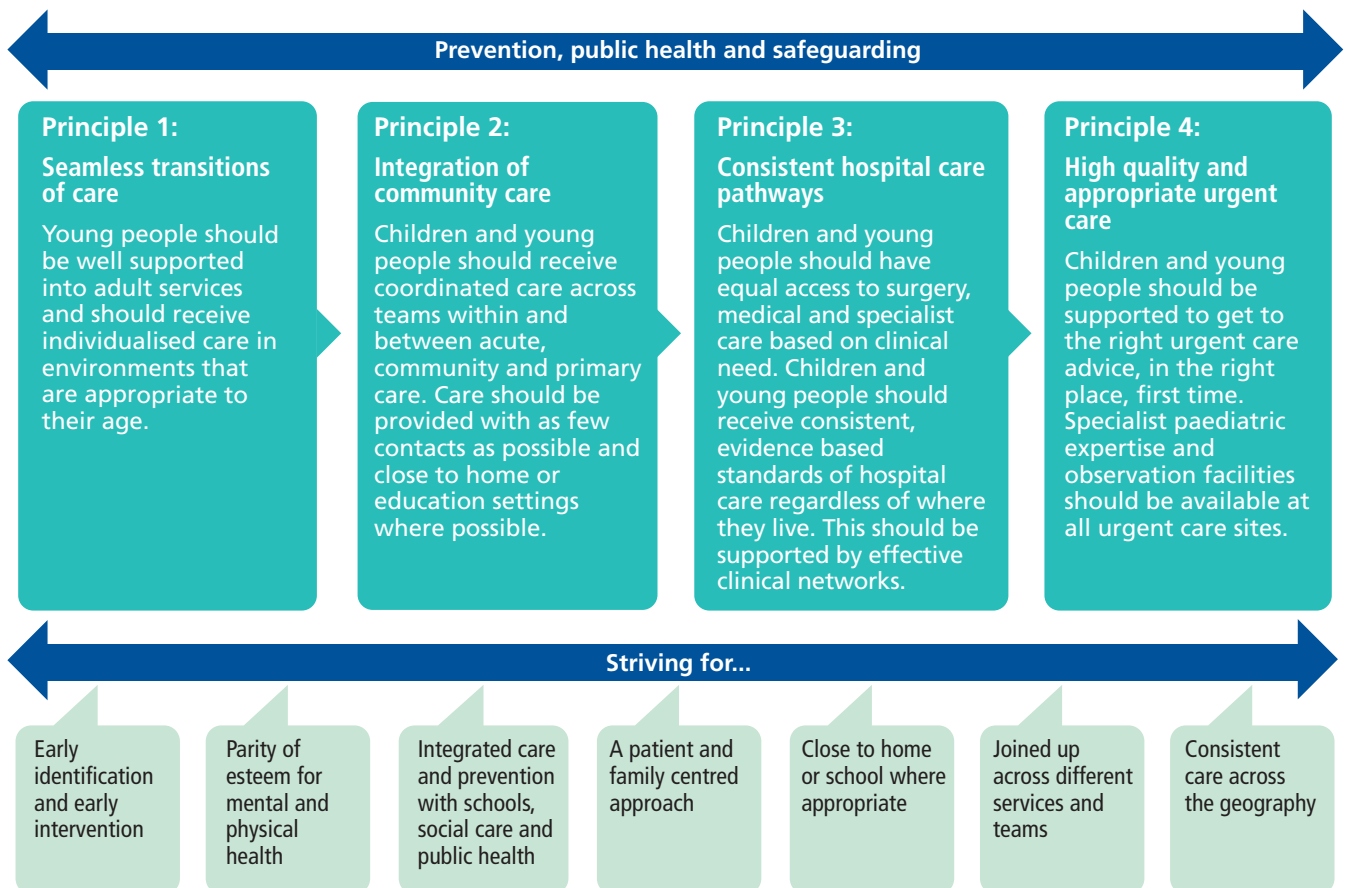 Prevention, public health and safeguarding
Principle 1:
Seamless transitions
of care
Young people should
be well supported
into adult services
and should receive
individualised care in
environments that
are appropriate to
their age.
Principle 2:
Integration of
community care
Children and young
people should receive
coordinated care across
teams within and
between acute,
community and primary
care. Care should be
provided with as few
contacts as possible and
close to home or
education settings
where possible.
Principle 3:
Consistent hospital care
pathways
Children and young
people should have
equal access to surgery,
medical and specialist
care based on clinical
need. Children and
young people should
receive consistent,
evidence based
standards of hospital
care regardless of where
they live. This should be
supported by effective
clinical networks.
Principle 4:
High quality and
appropriate urgent
care
Children and young
people should be
supported to get to
the right urgent care
advice, in the right
place, first time.
Specialist paediatric
expertise and
observation facilities
should be available at
all urgent care sites.
Striving for...
Early
identification
and early
intervention
Parity of
esteem for
mental and
physical
health
Integrated care
and prevention
with schools,
social care and
public health
A patient and
family centred
approach
Close to home
or school where
appropriate
Joined up
across different
services and
teams
Consistent
care across
the geography